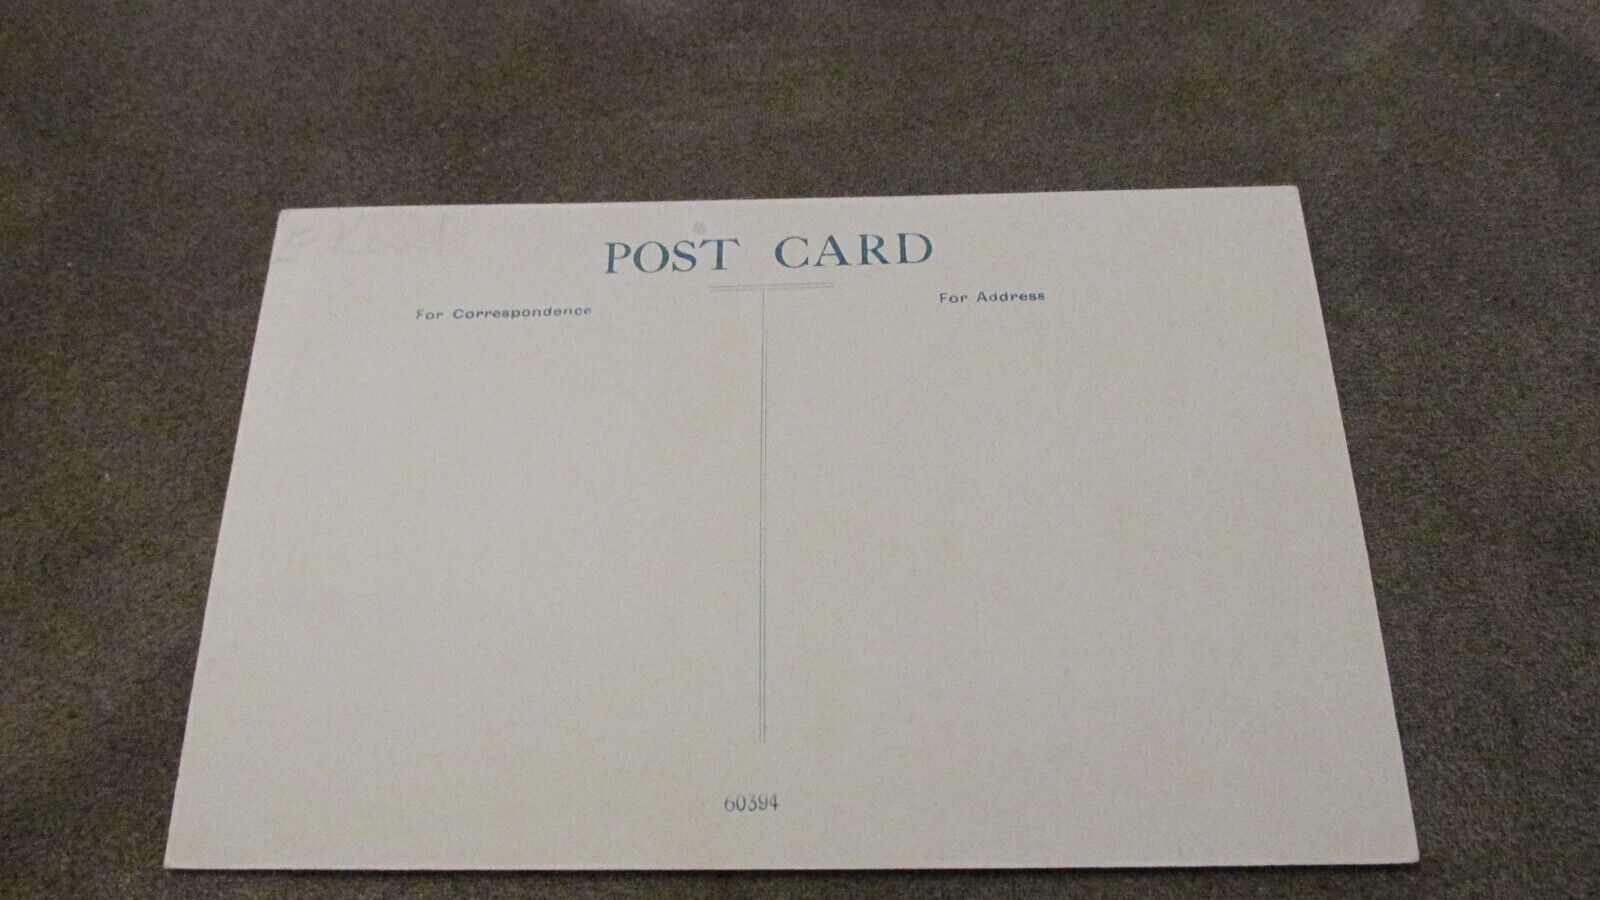 POST CARD
For Correspondence
For Address
60394